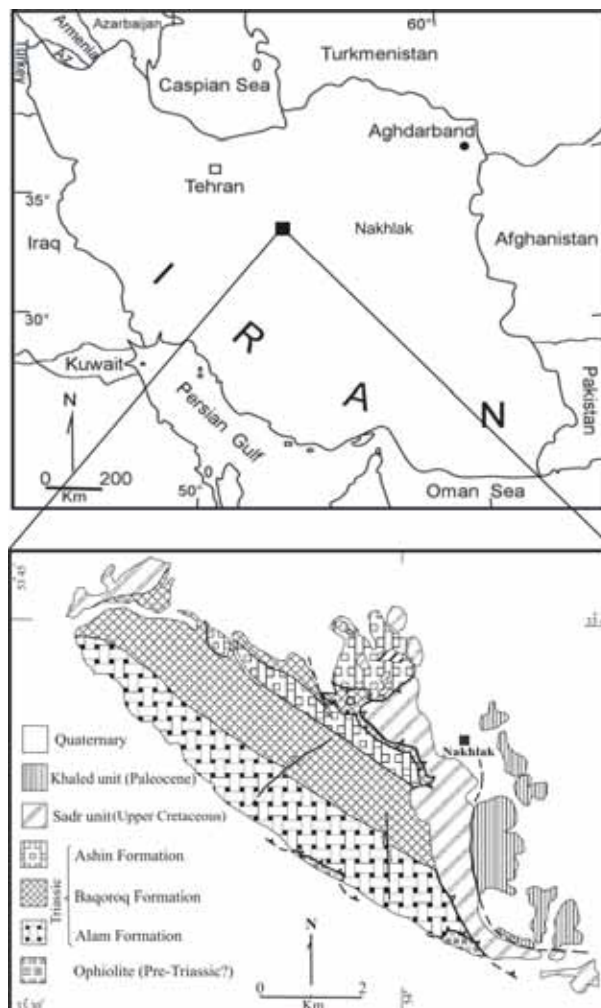 60°
Azarbaijan
Armenia
Turkey
Az.
Turkmenistan
Caspian Sea
Aghdarband
Tehran
35°
Nakhlak
Iraq
Afghanistan
I R A N
30°
Kuwait
Pakistan
N
Persian Gulf
0 200
Km
50°
Oman Sea
Nakhlak
Quaternary
Khaled unit (Paleocene)
Sadr unit (Upper Cretaceous)
Ashin Formation
Triassic
Baqoroq Formation
Alam Formation
Ophiolite (Pre-Triassic?)
N
0 2
Km